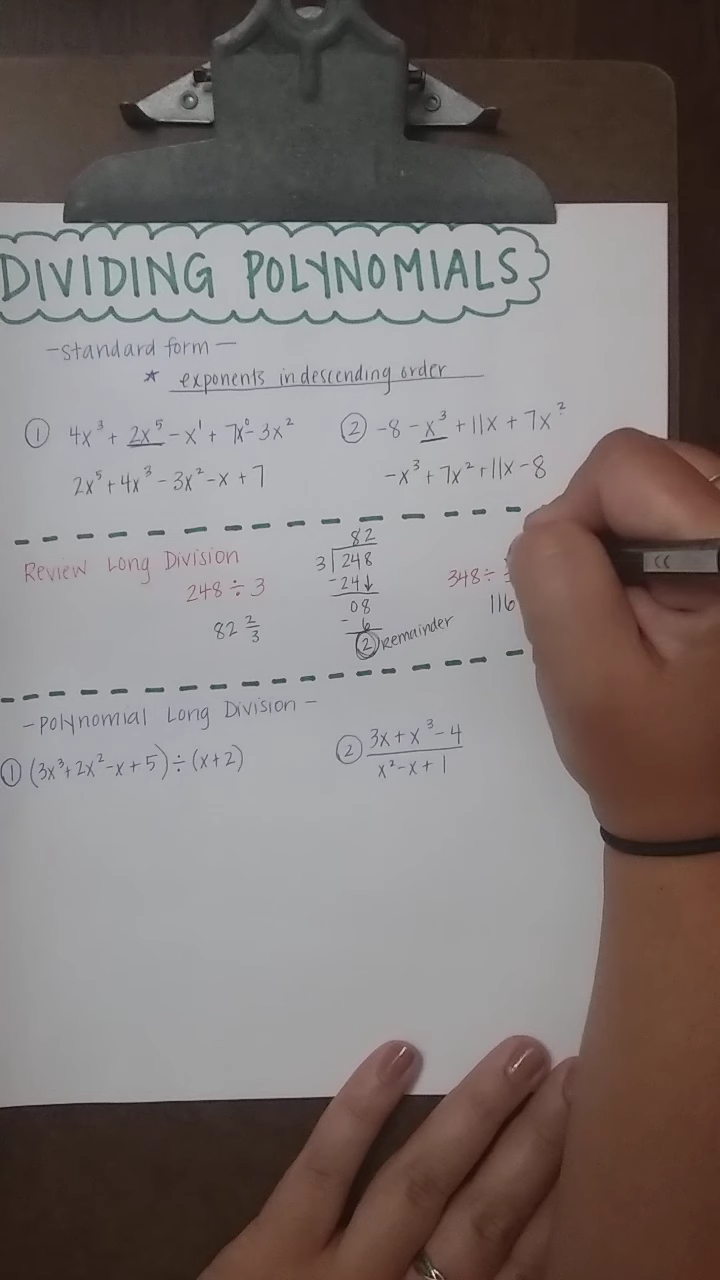 DIVIDING POLYNOMIALS
-standard form-
* exponents in descending order
① 4x³ + 2x⁵ - x¹ + 7x⁰ - 3x²
2x⁵ + 4x³ - 3x² - x + 7
② -8 - x³ + 11x + 7x²
-x³ + 7x² + 11x - 8
Review Long Division
248 ÷ 3
82 2/3
82
3 248
-24↓
08
- 6
② Remainder
348 ÷
116
-Polynomial Long Division-
① (3x³ + 2x² - x + 5) ÷ (x + 2)
② 3x + x³ - 4
x² - x + 1